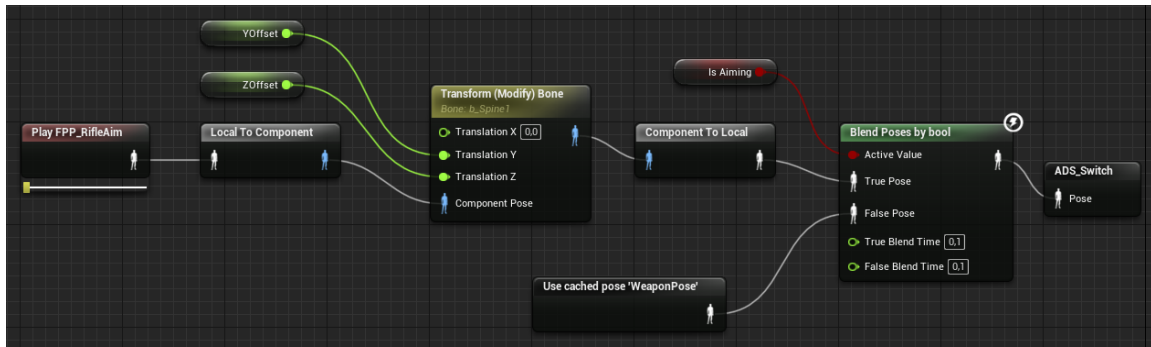 YOffset
ZOffset
Is Aiming
Transform (Modify) Bone
Bone: b_Spine1
Play FPP_RifleAim
Local To Component
Translation X 0,0
Translation Y
Translation Z
Component Pose
Component To Local
Blend Poses by bool
Active Value
True Pose
False Pose
True Blend Time 0,1
False Blend Time 0,1
ADS_Switch
Pose
Use cached pose 'WeaponPose'